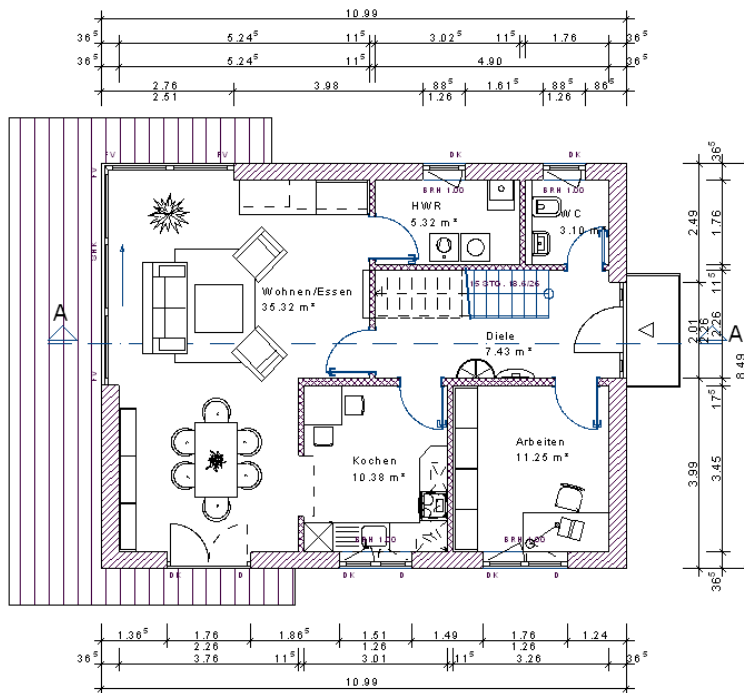 10.99
36⁵ 5.24⁵ 11⁵ 3.02⁵ 1.76 36⁵
36⁵ 5.24⁵ 11⁵ 4.90 36⁵
2.76 3.98 88⁵ 1.61⁵ 88⁵ 86⁵
2.51 1.26 1.26
FV FV DK DK
BRH 1.00 BRH 1.00
HWR
5.32 m²
WC
3.10 m²
Wohnen/Essen
35.32 m²
15 STG. 18.6/26
Diele
7.43 m²
A A
FV
Kochen
10.38 m²
Arbeiten
11.25 m²
BRH 1.00 BRH 1.00
DK D DK D DK D
36⁵
2.49 1.76
11⁵
2.01 2.26 2.26
8.49
17⁵
3.99 3.45
36⁵
1.36⁵ 1.76 1.86⁵ 1.51 1.49 1.76 1.24
2.26 1.26 1.26
36⁵ 3.76 11⁵ 3.01 11⁵ 3.26 36⁵
10.99